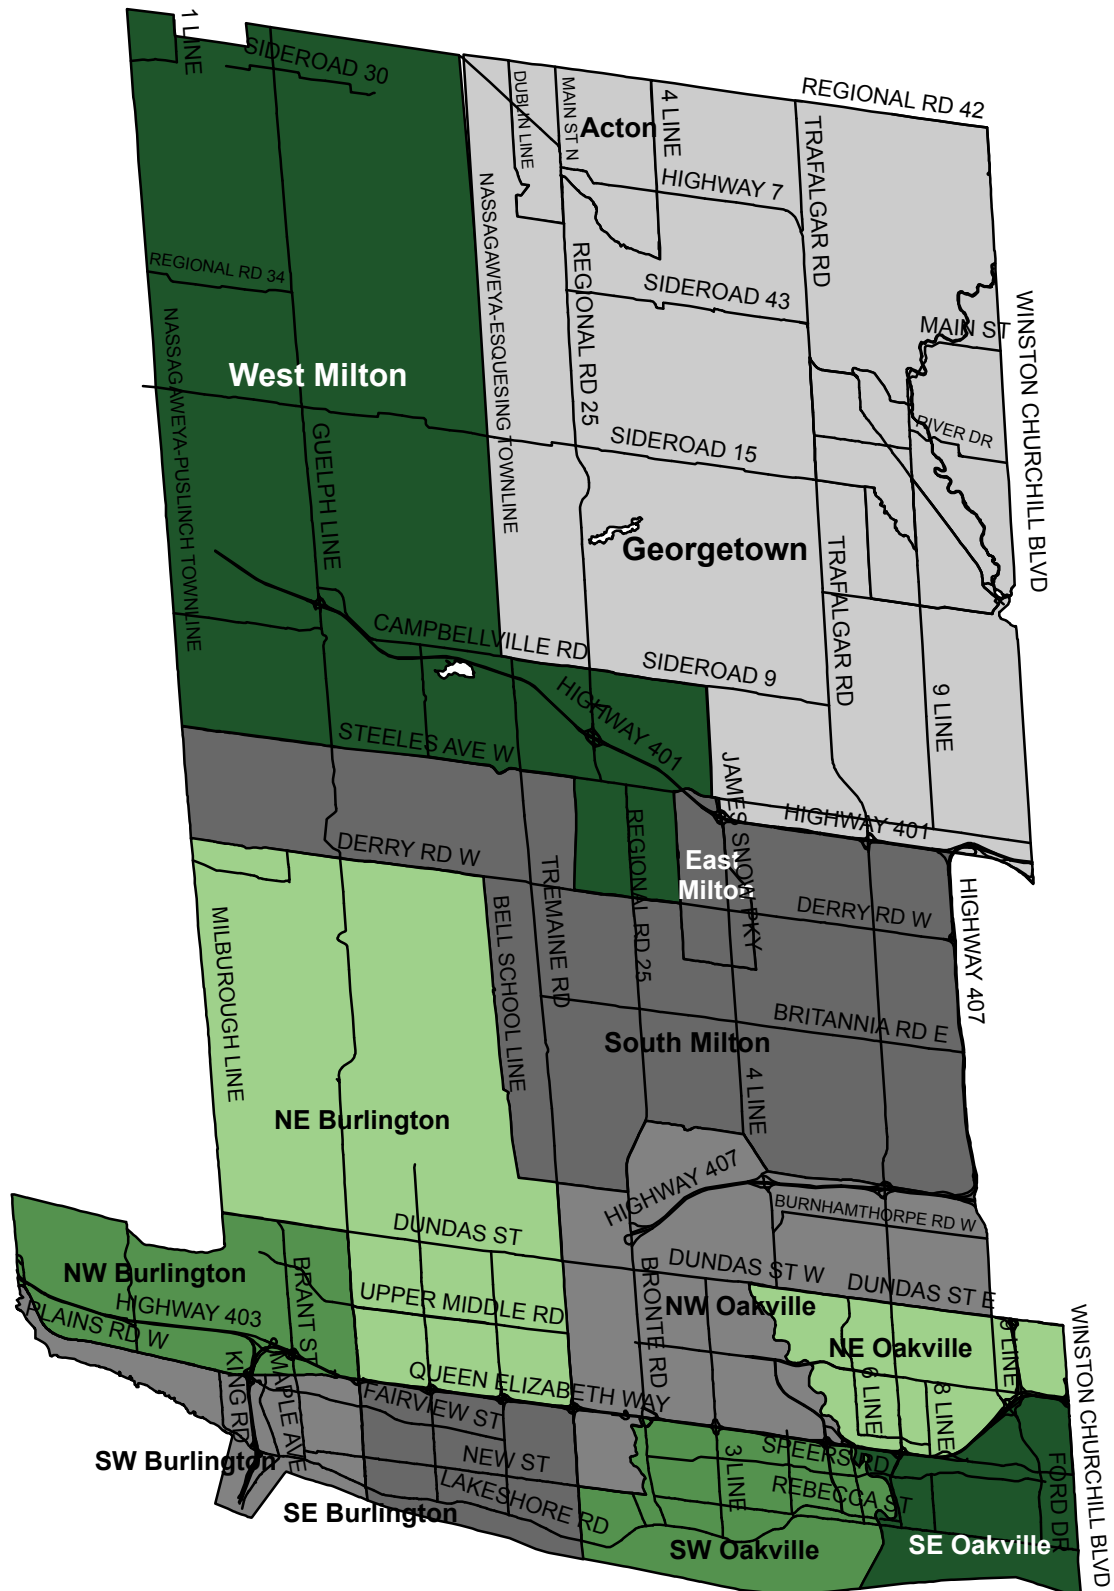 1 LINE
SIDEROAD 30
REGIONAL RD 42
DUBLIN LINE
MAIN ST N
Acton
4 LINE
TRAFALGAR RD
HIGHWAY 7
NASSAGAWEYA-ESQUESING TOWNLINE
REGIONAL RD 25
REGIONAL RD 34
SIDEROAD 43
WINSTON CHURCHILL BLVD
MAIN ST
NASSAGAWEYA-PUSLINCH TOWNLINE
West Milton
GUELPH LINE
RIVER DR
SIDEROAD 15
Georgetown
TRAFALGAR RD
CAMPBELLVILLE RD
SIDEROAD 9
HIGHWAY 401
9 LINE
STEELES AVE W
JAMES SNOW PKY
HIGHWAY 401
REGIONAL RD 25
DERRY RD W
East
Milton
TREMAINE RD
BELL SCHOOL LINE
DERRY RD W
HIGHWAY 407
MILBOROUGH LINE
BRITANNIA RD E
South Milton
4 LINE
NE Burlington
HIGHWAY 407
BURNHAMTHORPE RD W
DUNDAS ST
BRANT ST
BRONTE RD
DUNDAS ST W
DUNDAS ST E
NW Burlington
UPPER MIDDLE RD
NW Oakville
HIGHWAY 403
PLAINS RD W
NE Oakville
9 LINE
WINSTON CHURCHILL BLVD
KING RD
MAPLE AVE
QUEEN ELIZABETH WAY
FAIRVIEW ST
6 LINE
8 LINE
SW Burlington
NEW ST
3 LINE
SPEERS RD
FORD DR
LAKESHORE RD
REBECCA ST
SE Burlington
SW Oakville
SE Oakville